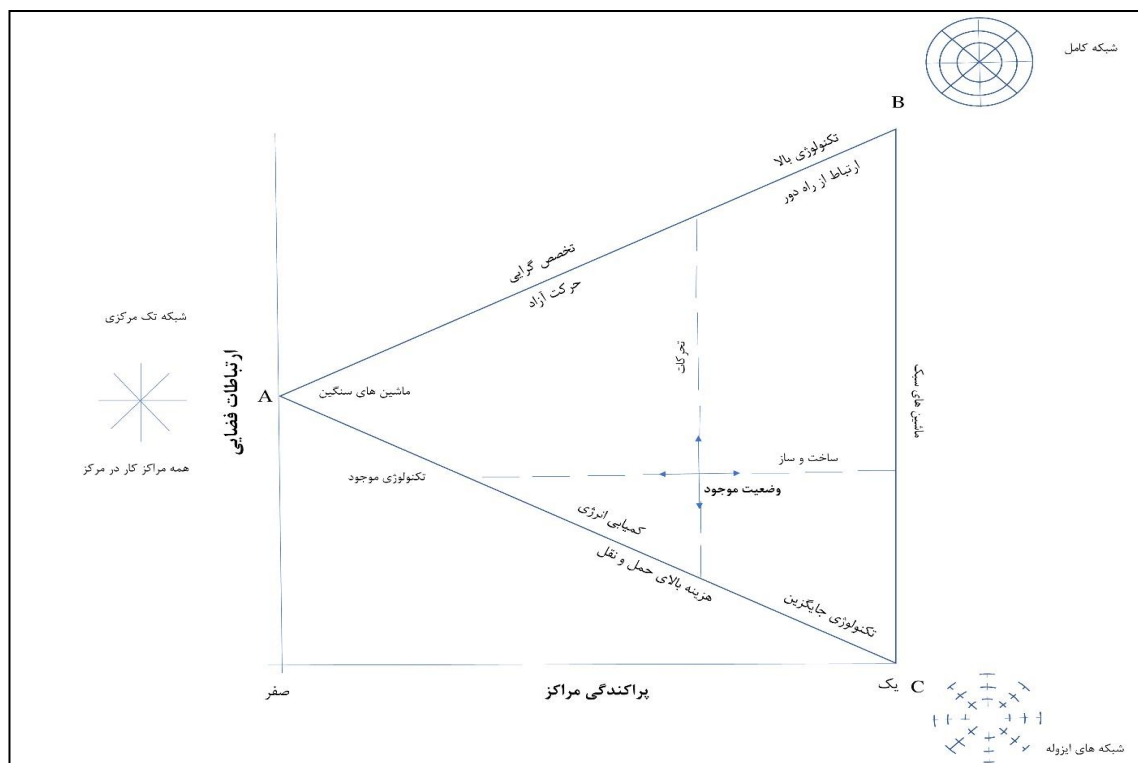 شبکه کامل
B
تکنولوژی بالا
ارتباط از راه دور
تخصص گرایی
حرکت آزاد
شبکه تک مرکزی
ارتباطات فضایی
تحرکات
ماشین های سبک
A
ماشین های سنگین
همه مراکز کار در مرکز
تکنولوژی موجود
ساخت و ساز
وضعیت موجود
کمیابی انرژی
هزینه بالای حمل و نقل
تکنولوژی جایگزین
صفر
پراکندگی مراکز
یک
C
شبکه های ایزوله